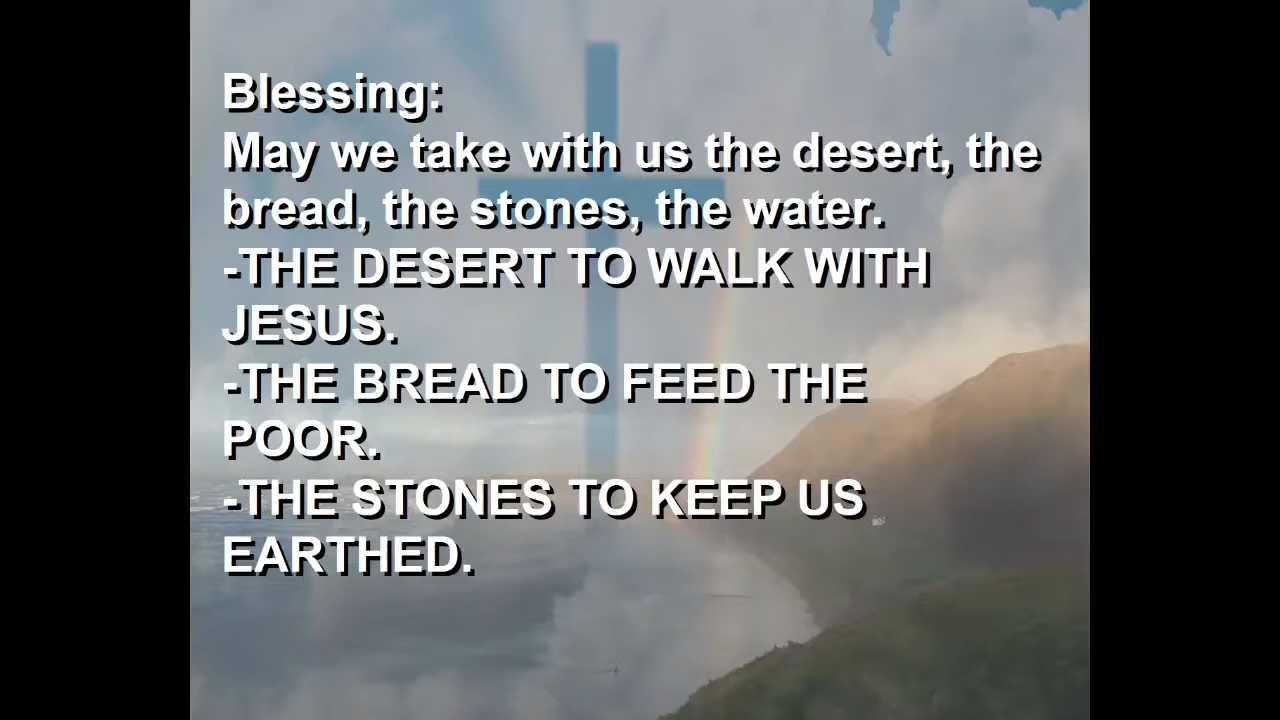 Blessing:
May we take with us the desert, the
bread, the stones, the water.
-THE DESERT TO WALK WITH
JESUS.
-THE BREAD TO FEED THE
POOR.
-THE STONES TO KEEP US
EARTHED.